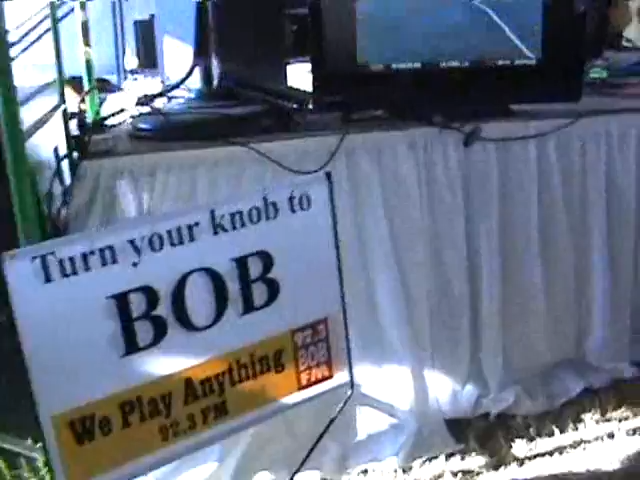 Turn your knob to
BOB
We Play Anything
92.3 FM
92.3
BOB
FM